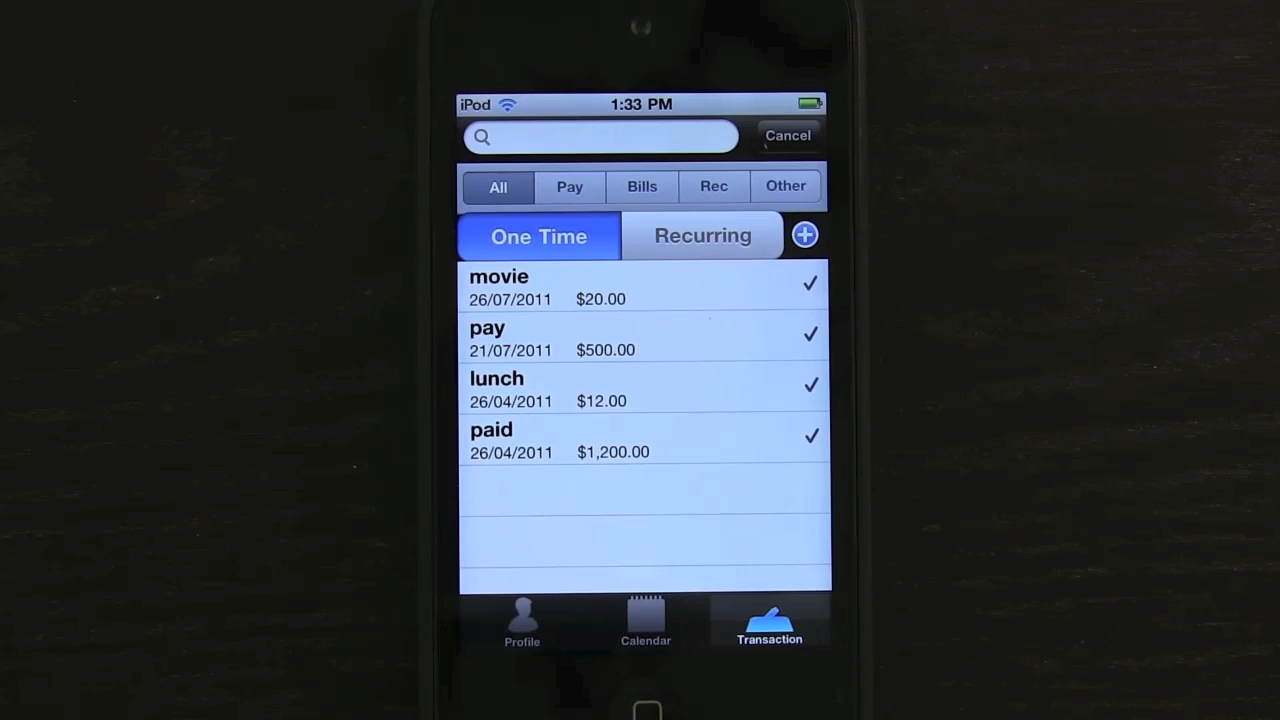 iPod 1:33 PM
Cancel
All Pay Bills Rec Other
One Time Recurring
movie
26/07/2011 $20.00
pay
21/07/2011 $500.00
lunch
26/04/2011 $12.00
paid
26/04/2011 $1,200.00
Profile Calendar Transaction